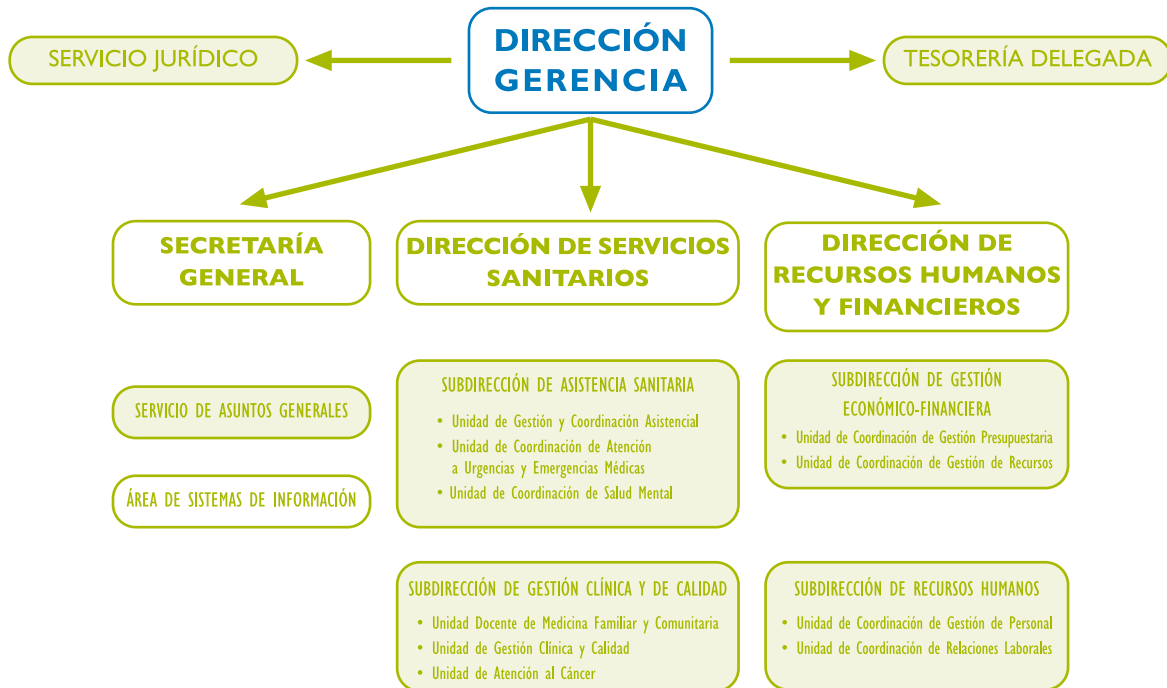 SERVICIO JURÍDICO
DIRECCIÓN
GERENCIA
TESORERÍA DELEGADA
SECRETARÍA
GENERAL
DIRECCIÓN DE SERVICIOS
SANITARIOS
DIRECCIÓN DE
RECURSOS HUMANOS
Y FINANCIEROS
SERVICIO DE ASUNTOS GENERALES
ÁREA DE SISTEMAS DE INFORMACIÓN
SUBDIRECCIÓN DE ASISTENCIA SANITARIA
• Unidad de Gestión y Coordinación Asistencial
• Unidad de Coordinación de Atención
a Urgencias y Emergencias Médicas
• Unidad de Coordinación de Salud Mental
SUBDIRECCIÓN DE GESTIÓN
ECONÓMICO-FINANCIERA
• Unidad de Coordinación de Gestión Presupuestaria
• Unidad de Coordinación de Gestión de Recursos
SUBDIRECCIÓN DE GESTIÓN CLÍNICA Y DE CALIDAD
• Unidad Docente de Medicina Familiar y Comunitaria
• Unidad de Gestión Clínica y Calidad
• Unidad de Atención al Cáncer
SUBDIRECCIÓN DE RECURSOS HUMANOS
• Unidad de Coordinación de Gestión de Personal
• Unidad de Coordinación de Relaciones Laborales